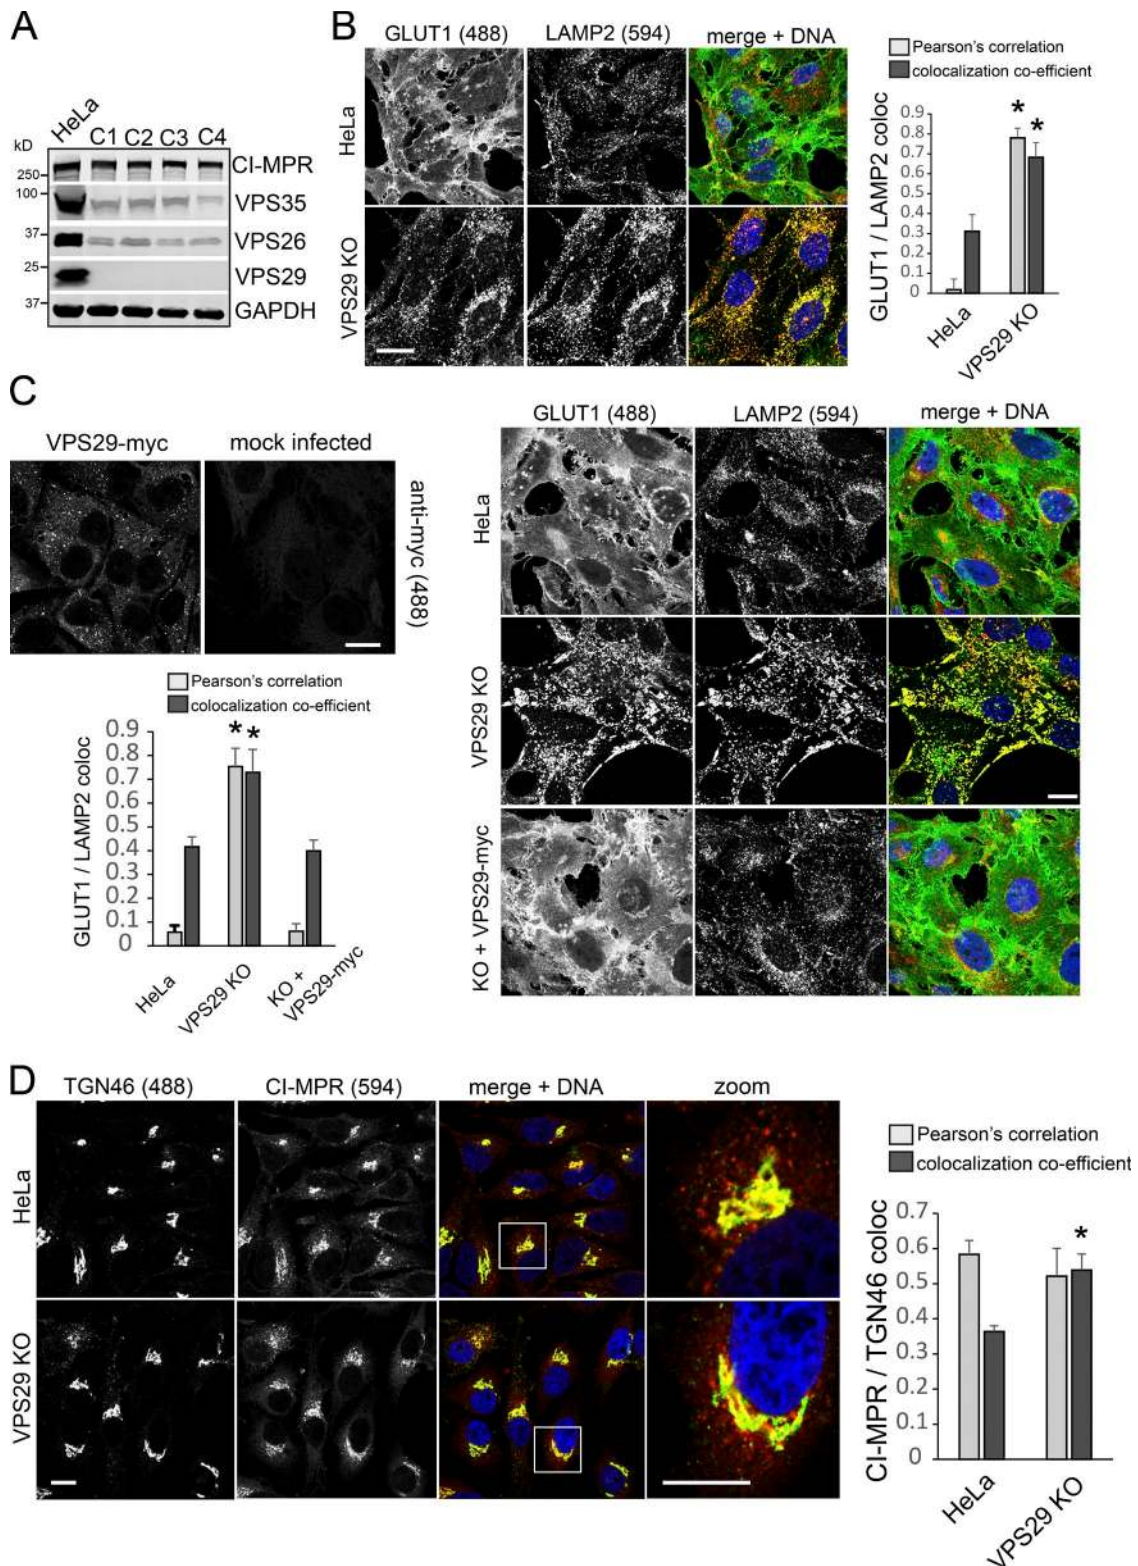 A
HeLa C1 C2 C3 C4
kD
CI-MPR
250
100
VPS35
37
VPS26
25
VPS29
37
GAPDH
B
GLUT1 (488) LAMP2 (594) merge + DNA
HeLa
VPS29 KO
Pearson's correlation
colocalization co-efficient
GLUT1 / LAMP2 coloc
0.9
0.8
0.7
0.6
0.5
0.4
0.3
0.2
0.1
0
* *
HeLa
VPS29 KO
C
VPS29-myc mock infected
anti-myc (488)
Pearson's correlation
colocalization co-efficient
GLUT1 / LAMP2 coloc
0.9
0.8
0.7
0.6
0.5
0.4
0.3
0.2
0.1
0
* *
HeLa
VPS29 KO
KO +
VPS29-myc
GLUT1 (488) LAMP2 (594) merge + DNA
HeLa
VPS29 KO
KO + VPS29-myc
D
TGN46 (488) CI-MPR (594) merge + DNA zoom
HeLa
VPS29 KO
Pearson's correlation
colocalization co-efficient
CI-MPR / TGN46 coloc
0.7
0.6
0.5
0.4
0.3
0.2
0.1
0
*
HeLa
VPS29 KO